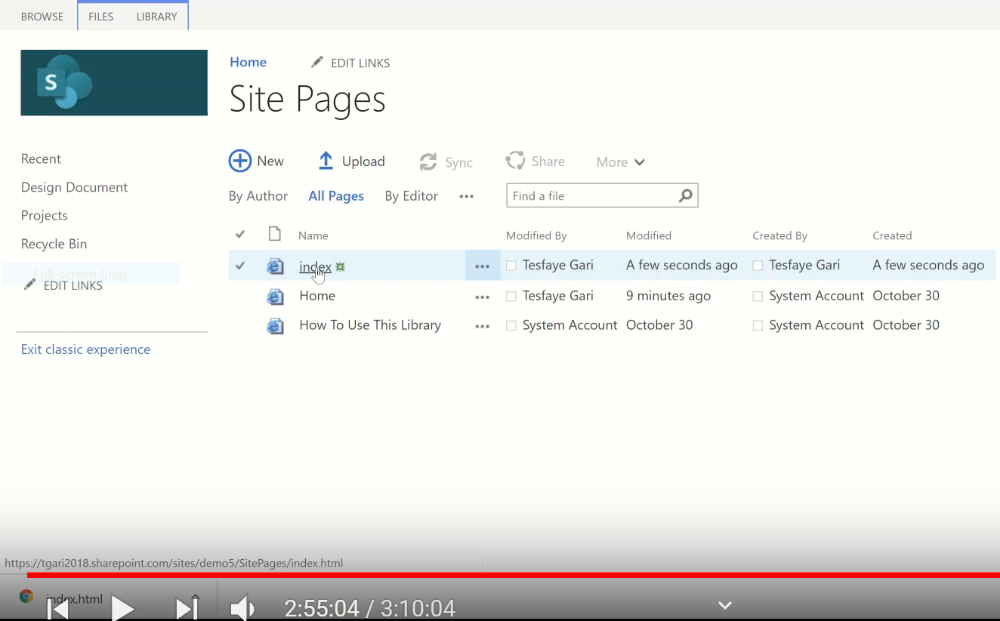 BROWSE FILES LIBRARY
S
Home EDIT LINKS
Site Pages
Recent
Design Document
Projects
Recycle Bin
Full-screen Snip
EDIT LINKS
Exit classic experience
New Upload Sync Share More
By Author All Pages By Editor ... Find a file
Name Modified By Modified Created By Created
index ... Tesfaye Gari A few seconds ago Tesfaye Gari A few seconds ago
Home ... Tesfaye Gari 9 minutes ago System Account October 30
How To Use This Library ... System Account October 30 System Account October 30
https://tgari2018.sharepoint.com/sites/demo5/SitePages/index.html
index.html
2:55:04 / 3:10:04